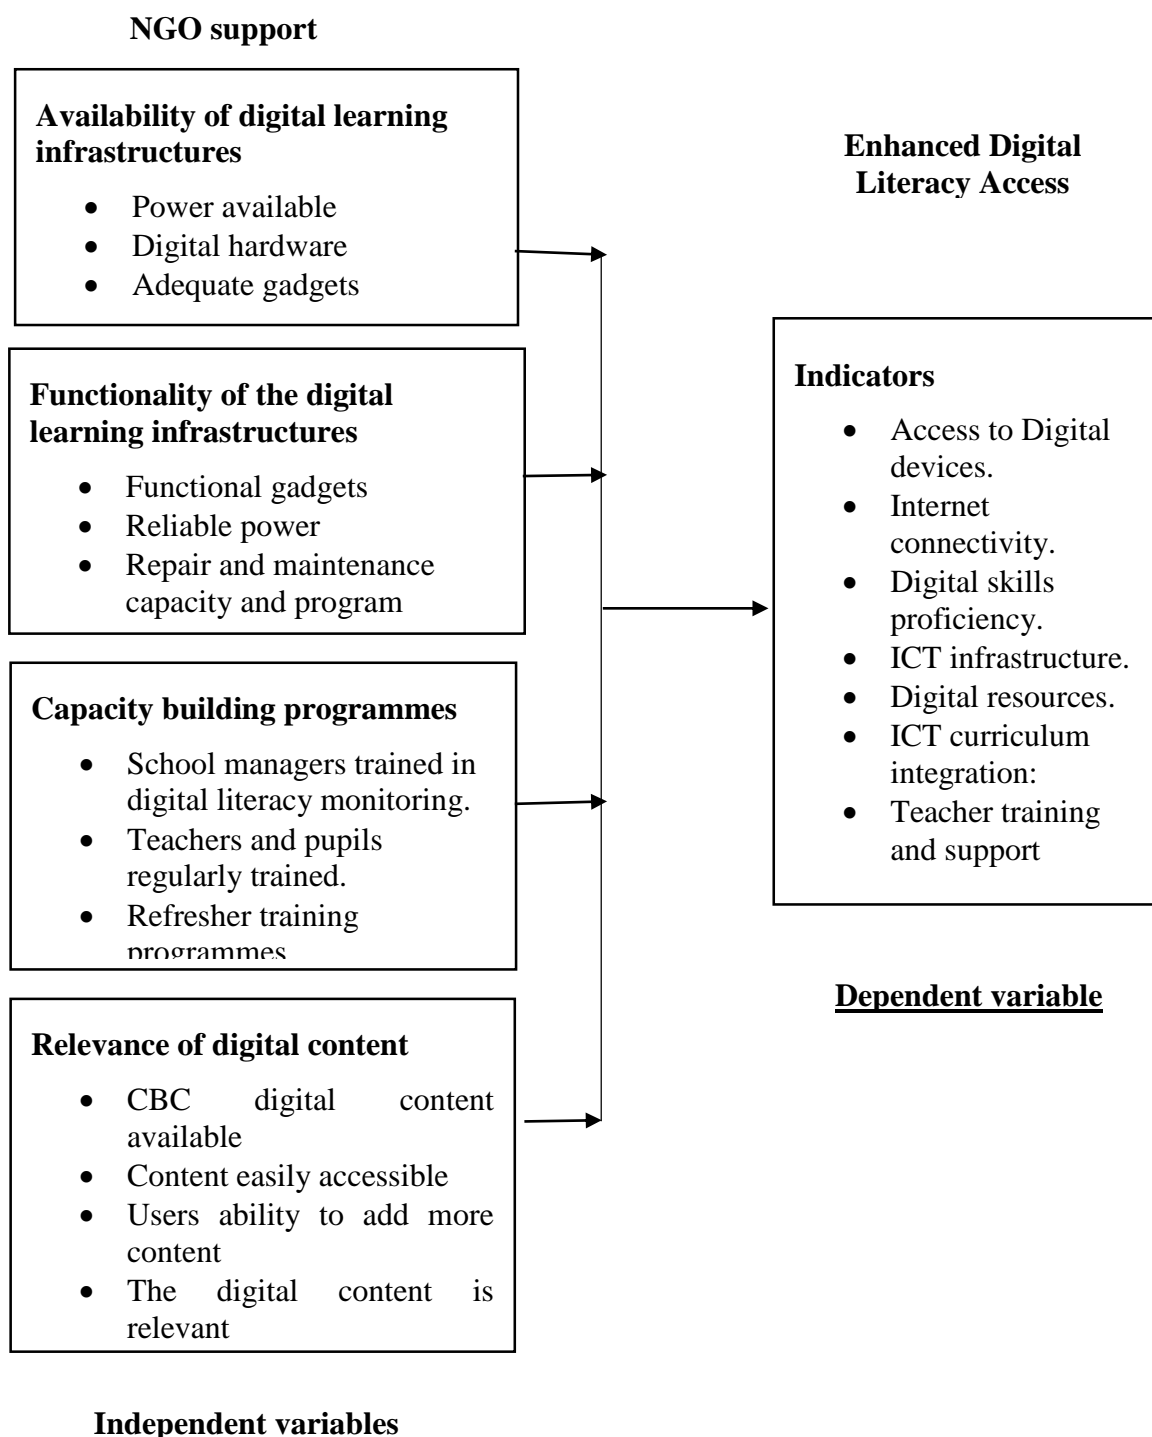 NGO support
Availability of digital learning
infrastructures
• Power available
• Digital hardware
• Adequate gadgets
Functionality of the digital
learning infrastructures
• Functional gadgets
• Reliable power
• Repair and maintenance
capacity and program
Capacity building programmes
• School managers trained in
digital literacy monitoring.
• Teachers and pupils
regularly trained.
• Refresher training
programmes
Relevance of digital content
• CBC digital content
available
• Content easily accessible
• Users ability to add more
content
• The digital content is
relevant
Independent variables
Enhanced Digital
Literacy Access
Indicators
• Access to Digital
devices.
• Internet
connectivity.
• Digital skills
proficiency.
• ICT infrastructure.
• Digital resources.
• ICT curriculum
integration:
• Teacher training
and support
Dependent variable